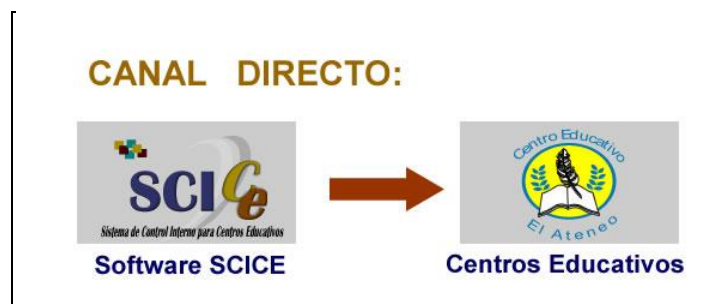 CANAL DIRECTO:
SCICe
Sistema de Control Interno para Centros Educativos
Software SCICE
Centro Educativo
El Ateneo
Centros Educativos